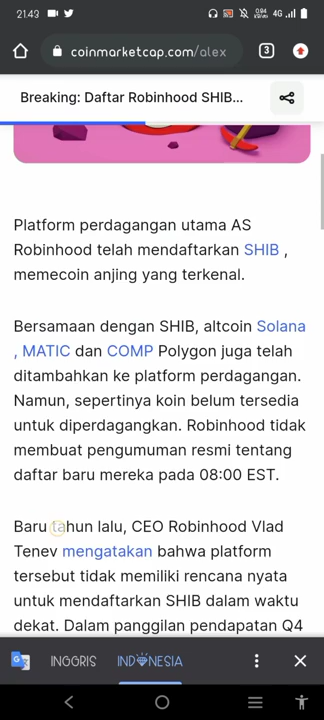 21.43
0.94
KB/s
4G
coinmarketcap.com/alex
3
Breaking: Daftar Robinhood SHIB...
Platform perdagangan utama AS
Robinhood telah mendaftarkan SHIB ,
memecoin anjing yang terkenal.
Bersamaan dengan SHIB, altcoin Solana
, MATIC dan COMP Polygon juga telah
ditambahkan ke platform perdagangan.
Namun, sepertinya koin belum tersedia
untuk diperdagangkan. Robinhood tidak
membuat pengumuman resmi tentang
daftar baru mereka pada 08:00 EST.
Baru tahun lalu, CEO Robinhood Vlad
Tenev mengatakan bahwa platform
tersebut tidak memiliki rencana nyata
untuk mendaftarkan SHIB dalam waktu
dekat. Dalam panggilan pendapatan Q4
INGGRIS INDONESIA